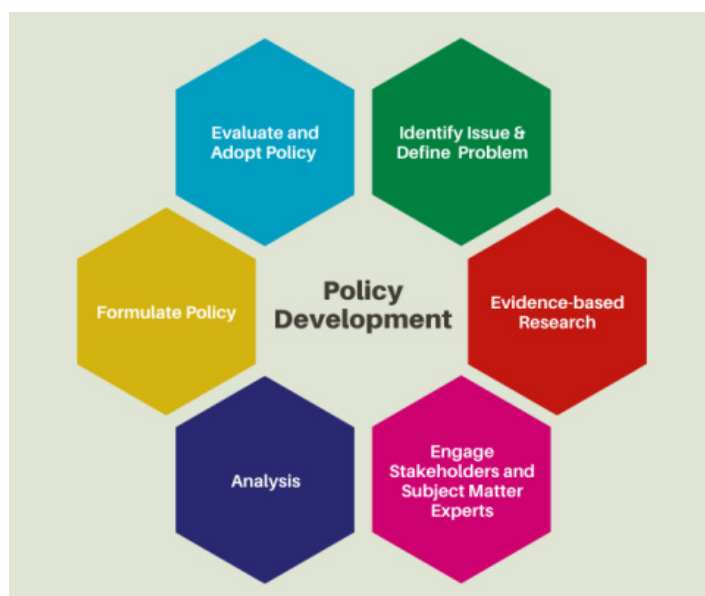 Evaluate and
Adopt Policy
Identify Issue &
Define Problem
Formulate Policy
Policy
Development
Evidence-based
Research
Analysis
Engage
Stakeholders and
Subject Matter
Experts